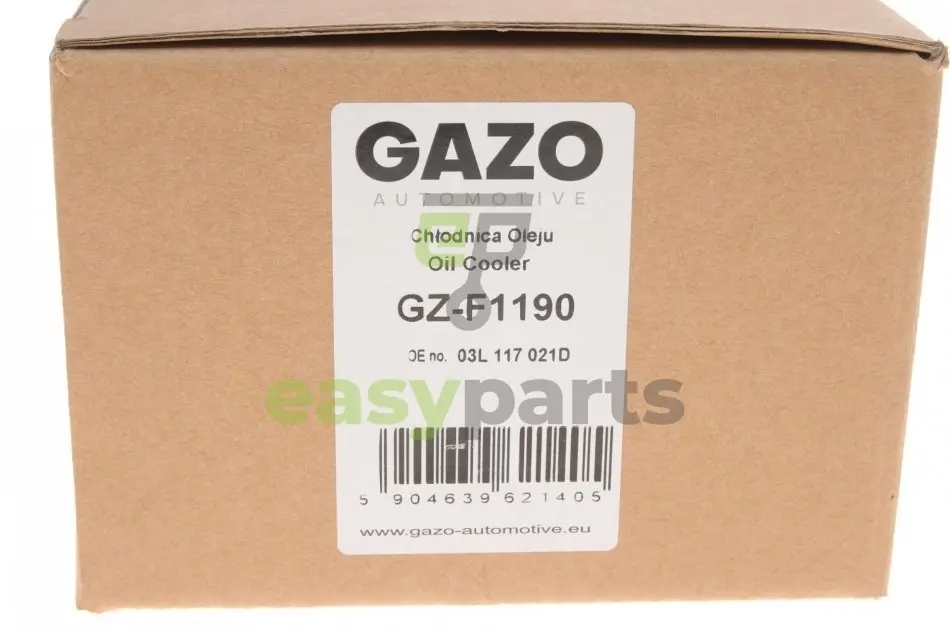 GAZO
AUTOMOTIVE
Chłodnica Oleju
Oil Cooler
GZ-F1190
OE no. 03L 117 021D
easyparts
5 904639 621405
www.gazo-automotive.eu